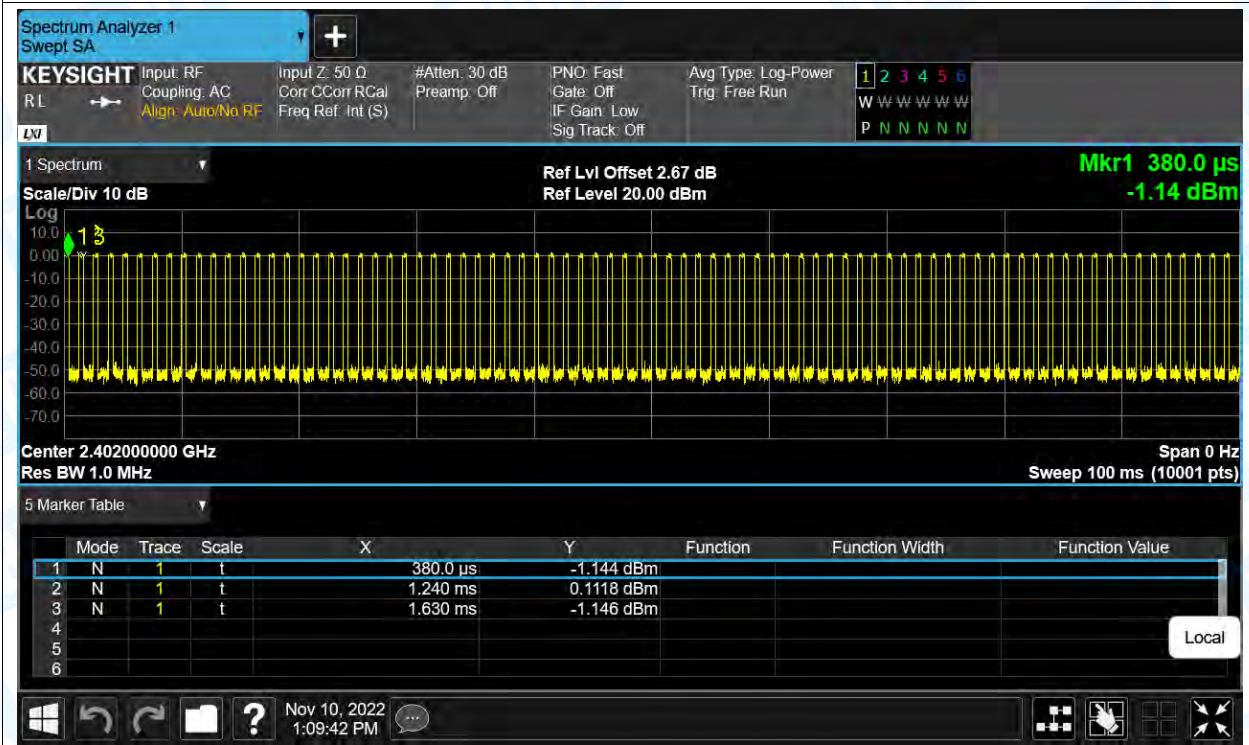 Spectrum Analyzer 1
Swept SA
+
KEYSIGHT Input: RF Input Z: 50 Ω #Atten: 30 dB PNO: Fast Avg Type: Log-Power 1 2 3 4 5 6
R L Coupling: AC Corr CCorr RCal Preamp: Off Gate: Off Trig: Free Run W W W W W W
Align: Auto/No RF Freq Ref: Int (S) IF Gain: Low
LXI Sig Track: Off P N N N N N
1 Spectrum Ref Lvl Offset 2.67 dB Mkr1 380.0 µs
Scale/Div 10 dB Ref Level 20.00 dBm -1.14 dBm
Log
10.0
0.00
-10.0
-20.0
-30.0
-40.0
-50.0
-60.0
-70.0
1 3
Center 2.402000000 GHz Span 0 Hz
Res BW 1.0 MHz Sweep 100 ms (10001 pts)
5 Marker Table
Mode Trace Scale X Y Function Function Width Function Value
1 N 1 t 380.0 µs -1.144 dBm
2 N 1 t 1.240 ms 0.1118 dBm
3 N 1 t 1.630 ms -1.146 dBm
4
5
6
Local
? Nov 10, 2022
1:09:42 PM